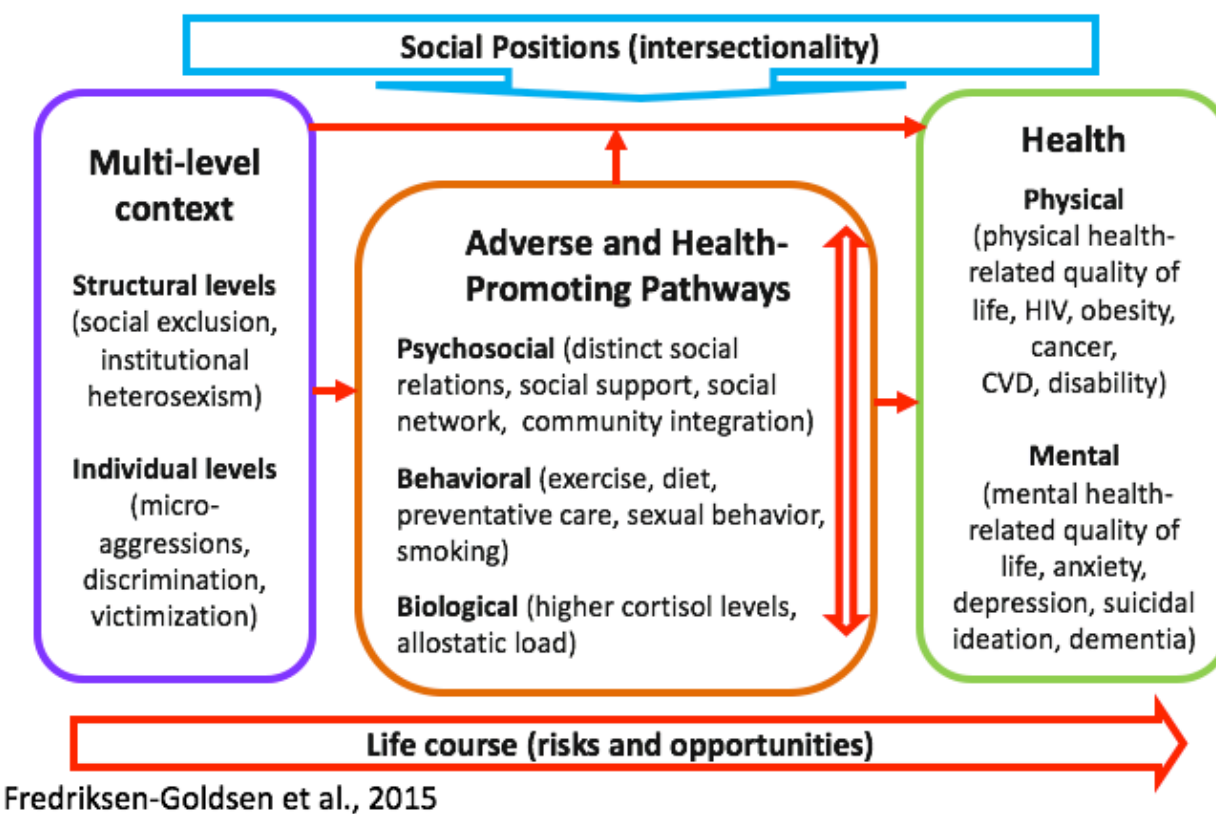 Social Positions (intersectionality)
Multi-level
context
Structural levels
(social exclusion,
institutional
heterosexism)
Individual levels
(micro-
aggressions,
discrimination,
victimization)
Adverse and Health-
Promoting Pathways
Psychosocial (distinct social
relations, social support, social
network, community integration)
Behavioral (exercise, diet,
preventative care, sexual behavior,
smoking)
Biological (higher cortisol levels,
allostatic load)
Health
Physical
(physical health-
related quality of
life, HIV, obesity,
cancer,
CVD, disability)
Mental
(mental health-
related quality of
life, anxiety,
depression, suicidal
ideation, dementia)
Life course (risks and opportunities)
Fredriksen-Goldsen et al., 2015